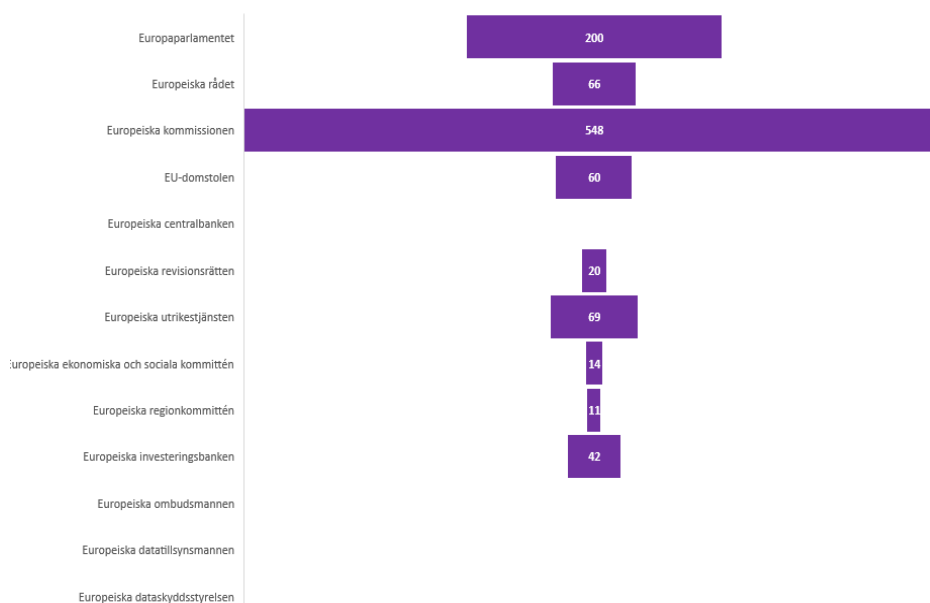 Europaparlamentet 200
Europeiska rådet 66
Europeiska kommissionen 548
EU-domstolen 60
Europeiska centralbanken
Europeiska revisionsrätten 20
Europeiska utrikestjänsten 69
Europeiska ekonomiska och sociala kommittén 14
Europeiska regionkommittén 11
Europeiska investeringsbanken 42
Europeiska ombudsmannen
Europeiska datatillsynsmannen
Europeiska dataskyddsstyrelsen